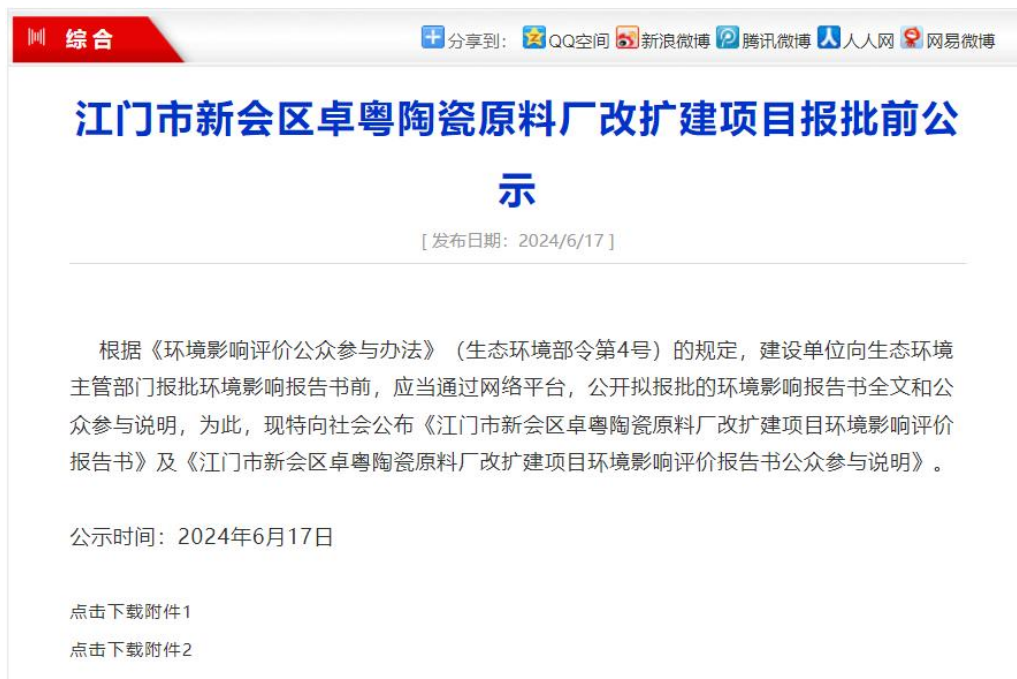 综合
分享到： QQ空间 新浪微博 腾讯微博 人人网 网易微博
江门市新会区卓粤陶瓷原料厂改扩建项目报批前公
示
[ 发布日期：2024/6/17 ]
根据《环境影响评价公众参与办法》（生态环境部令第4号）的规定，建设单位向生态环境
主管部门报批环境影响报告书前，应当通过网络平台，公开拟报批的环境影响报告书全文和公
众参与说明，为此，现特向社会公布《江门市新会区卓粤陶瓷原料厂改扩建项目环境影响评价
报告书》及《江门市新会区卓粤陶瓷原料厂改扩建项目环境影响评价报告书公众参与说明》。
公示时间：2024年6月17日
点击下载附件1
点击下载附件2